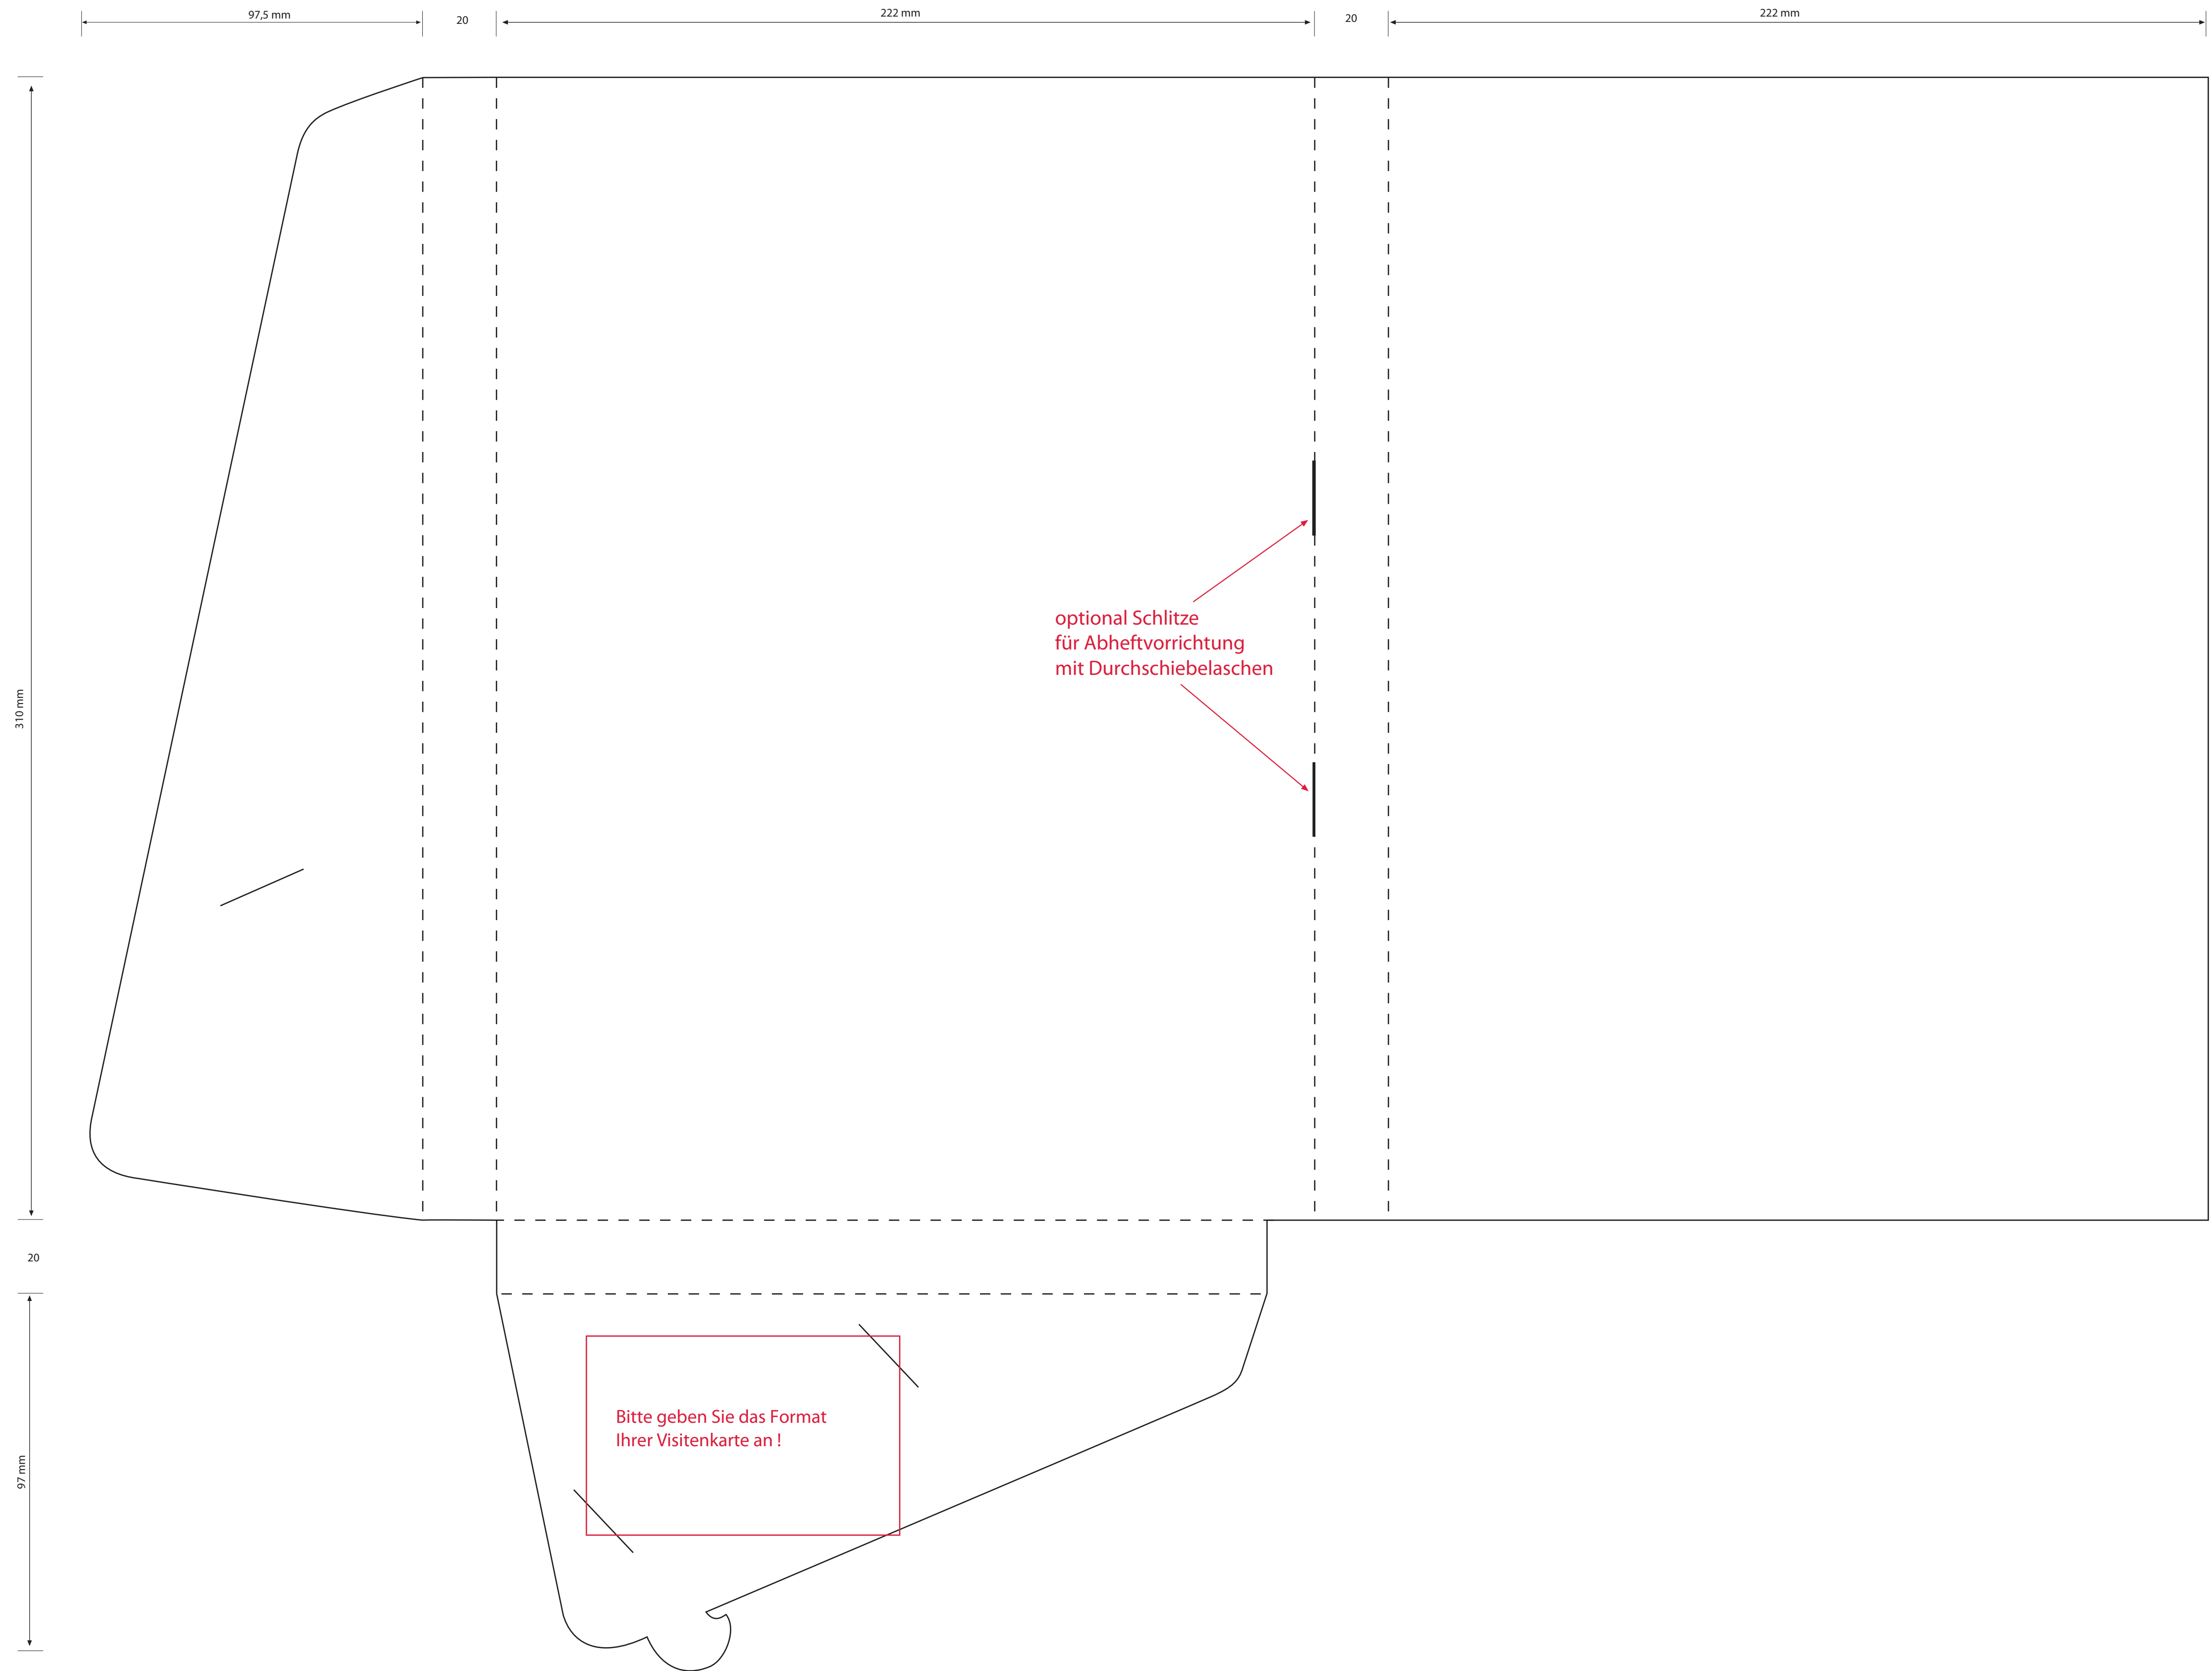 97,5 mm
20
222 mm
20
222 mm
310 mm
optional Schlitze
für Abheftvorrichtung
mit Durchschiebelaschen
20
97 mm
Bitte geben Sie das Format
Ihrer Visitenkarte an !